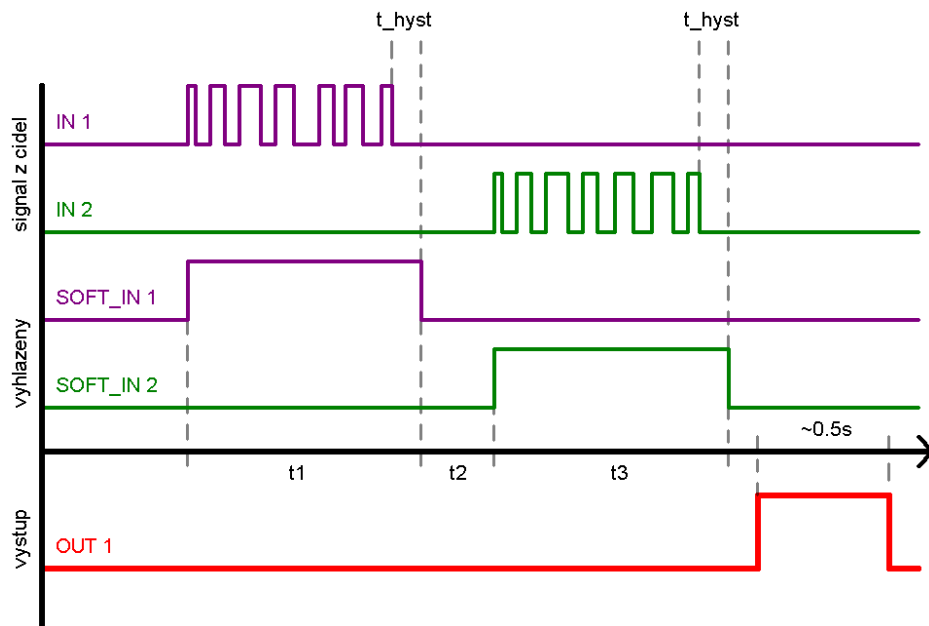 t_hyst
t_hyst
signal z cidel
IN 1
IN 2
vyhlazeny
SOFT_IN 1
SOFT_IN 2
~0.5s
t1
t2
t3
vystup
OUT 1